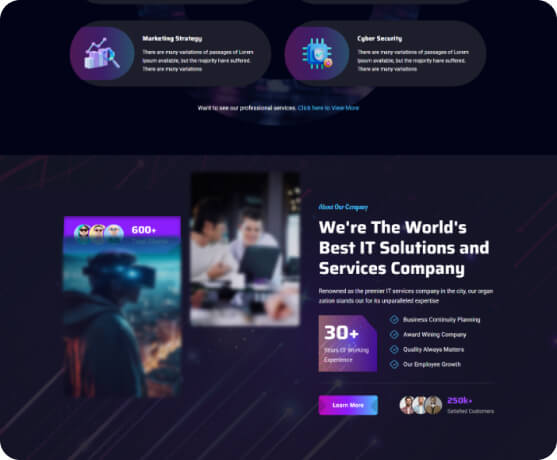 Marketing Strategy
There are many variations of passages of Lorem
Ipsum available, but the majority have suffered.
There are many variations
Cyber Security
There are many variations of passages of Lorem
Ipsum available, but the majority have suffered.
There are many variations
Want to see our professional services. Click here to View More
600+
About Our Company
We're The World's
Best IT Solutions and
Services Company
Renowned as the premier IT services company in the city, our organ
ization stands out for its unparalleled expertise
30+
Years Of Working
Experience
Business Continuity Planning
Award Wining Company
Quality Always Matters
Our Employee Growth
Learn More
250k+
Satisfied Customers